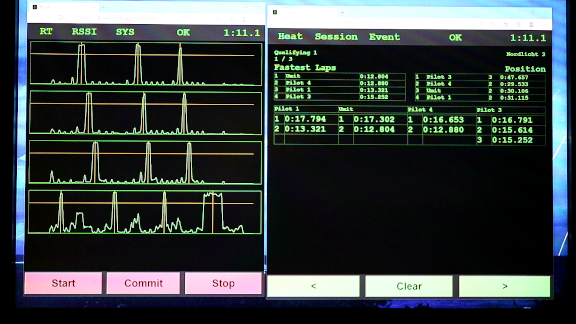 RT RSSI SYS OK 1:11.1
Start Commit Stop
Heat Session Event OK 1:11.1
Qualifying 1 Nordlicht 3
1 / 3
Fastest Laps Position
1 Umit 0:12.804 1 Pilot 3 3 0:47.657
2 Pilot 4 0:12.880 2 Pilot 4 2 0:29.533
3 Pilot 1 0:13.321 3 Umit 2 0:30.106
4 Pilot 3 0:15.252 4 Pilot 1 2 0:31.115
Pilot 1 Umit Pilot 4 Pilot 3
1 0:17.794 1 0:17.302 1 0:16.653 1 0:16.791
2 0:13.321 2 0:12.804 2 0:12.880 2 0:15.614
3 0:15.252
< Clear >